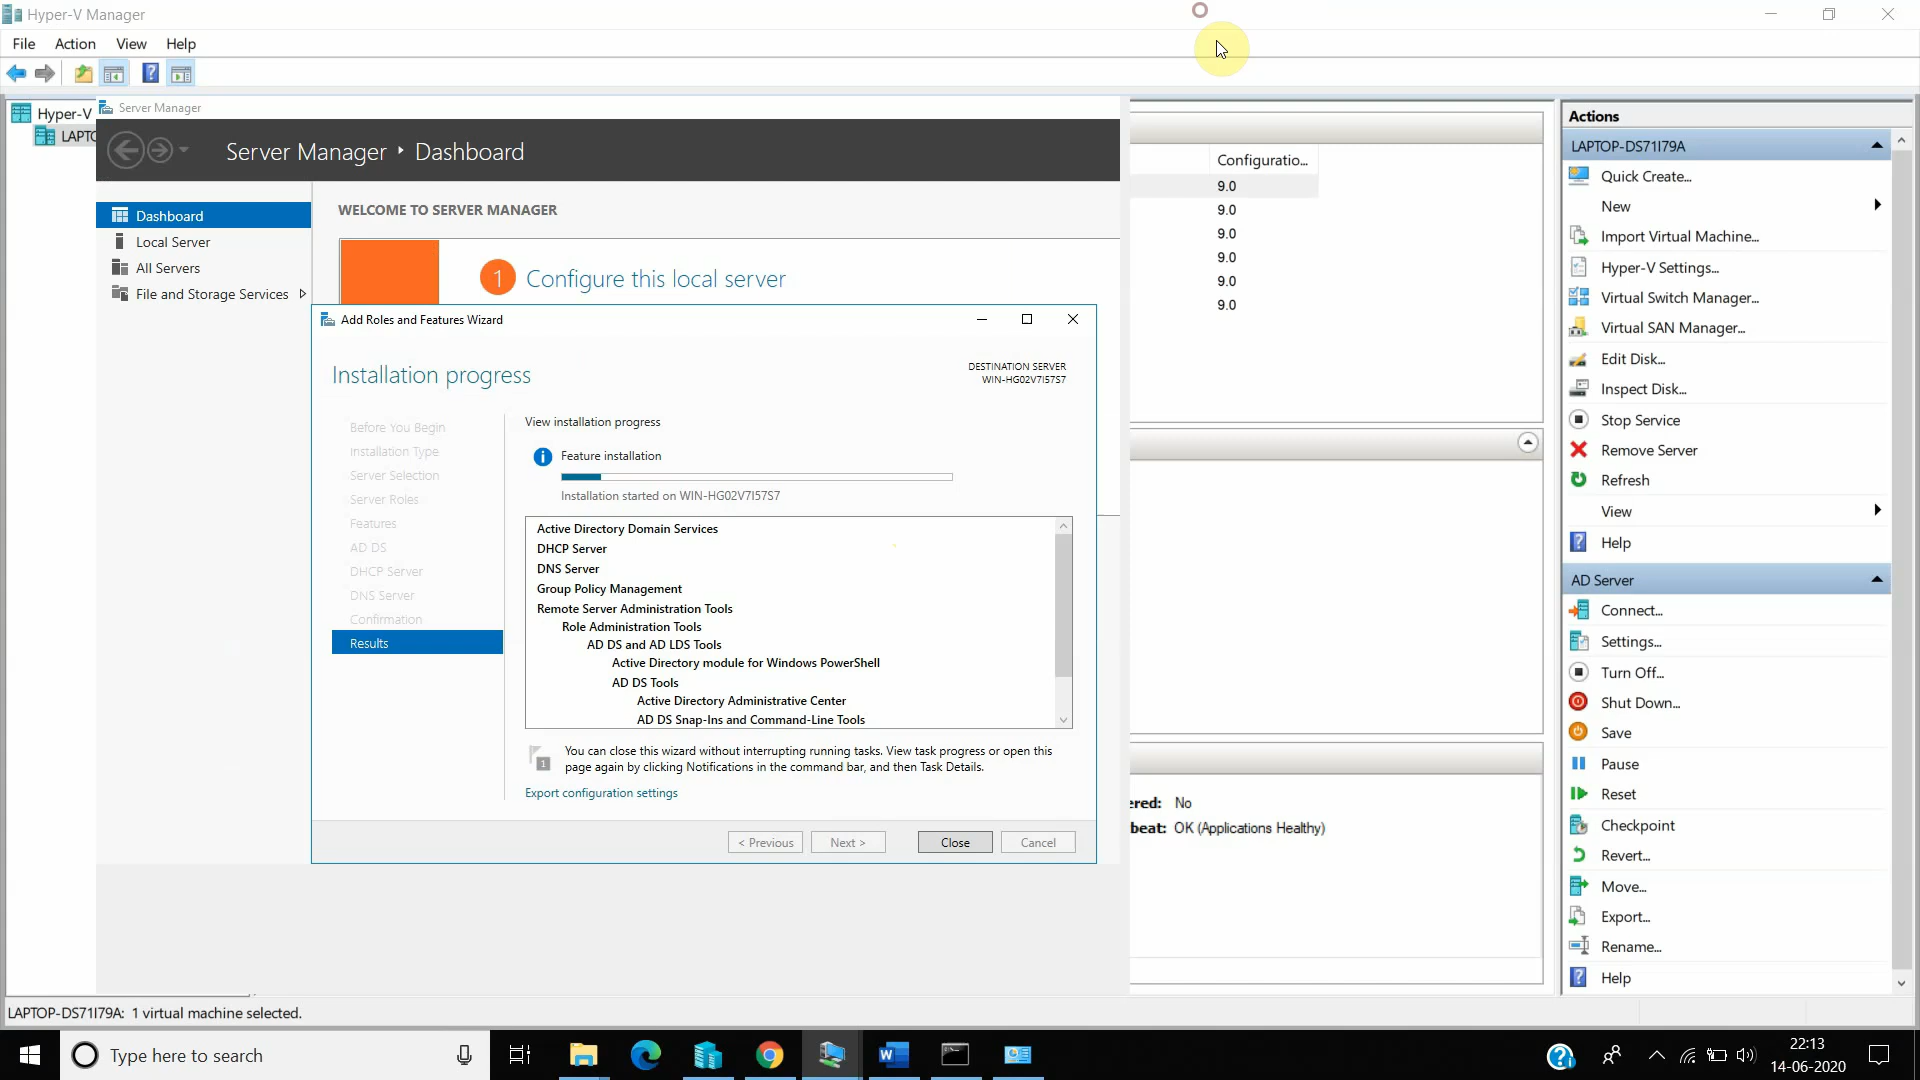 Hyper-V Manager
File Action View Help
Hyper-V
LAPTO
Server Manager
Server Manager ‣ Dashboard
Dashboard
Local Server
All Servers
File and Storage Services
WELCOME TO SERVER MANAGER
1 Configure this local server
Add Roles and Features Wizard
Installation progress
DESTINATION SERVER
WIN-HG02V7I57S7
Before You Begin
Installation Type
Server Selection
Server Roles
Features
AD DS
DHCP Server
DNS Server
Confirmation
Results
View installation progress
Feature installation
Installation started on WIN-HG02V7I57S7
Active Directory Domain Services
DHCP Server
DNS Server
Group Policy Management
Remote Server Administration Tools
Role Administration Tools
AD DS and AD LDS Tools
Active Directory module for Windows PowerShell
AD DS Tools
Active Directory Administrative Center
AD DS Snap-Ins and Command-Line Tools
1
You can close this wizard without interrupting running tasks. View task progress or open this
page again by clicking Notifications in the command bar, and then Task Details.
Export configuration settings
< Previous
Next >
Close
Cancel
Configuratio...
9.0
9.0
9.0
9.0
9.0
9.0
ered: No
beat: OK (Applications Healthy)
Actions
LAPTOP-DS71I79A
Quick Create...
New
Import Virtual Machine...
Hyper-V Settings...
Virtual Switch Manager...
Virtual SAN Manager...
Edit Disk...
Inspect Disk...
Stop Service
Remove Server
Refresh
View
Help
AD Server
Connect...
Settings...
Turn Off...
Shut Down...
Save
Pause
Reset
Checkpoint
Revert...
Move...
Export...
Rename...
Help
LAPTOP-DS71I79A: 1 virtual machine selected.
Type here to search
22:13
14-06-2020